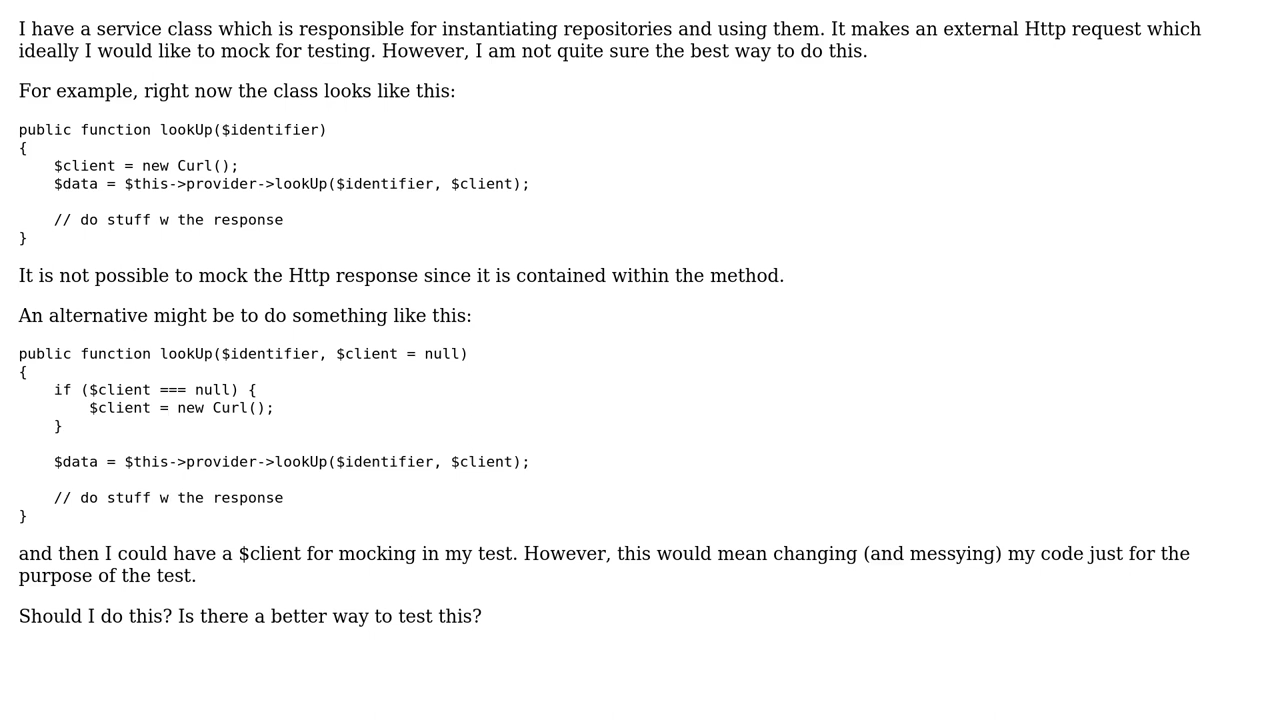 I have a service class which is responsible for instantiating repositories and using them. It makes an external Http request which
ideally I would like to mock for testing. However, I am not quite sure the best way to do this.
For example, right now the class looks like this:
public function lookUp($identifier)
{
    $client = new Curl();
    $data = $this->provider->lookUp($identifier, $client);
    // do stuff w the response
}
It is not possible to mock the Http response since it is contained within the method.
An alternative might be to do something like this:
public function lookUp($identifier, $client = null)
{
    if ($client === null) {
        $client = new Curl();
    }
    $data = $this->provider->lookUp($identifier, $client);
    // do stuff w the response
}
and then I could have a $client for mocking in my test. However, this would mean changing (and messying) my code just for the
purpose of the test.
Should I do this? Is there a better way to test this?